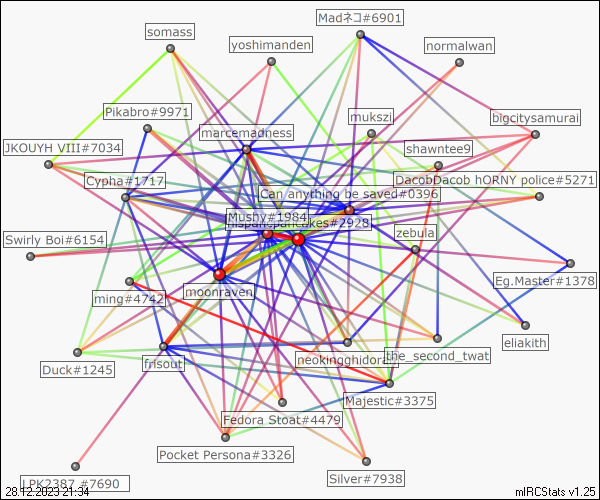 Madネコ#6901
somass
yoshimanden
normalwan
Pikabro#9971
mukszi
bigcitysamurai
marcemadness
JKOUYH VIII#7034
shawntee9
Cypha#1717
DacobDacob hORNY police#5271
Can anything be saved#0396
Mushy#1984
pancakes#2928
zebula
Swirly Boi#6154
Eg.Master#1378
moonraven
ming#4742
eliakith
frisout
neokingghidora
the_second_twat
Duck#1245
Majestic#3375
Fedora Stoat#4479
Pocket Persona#3326
Silver#7938
LPK2387 #7690
28.12.2023 21:34
mIRCStats v1.25